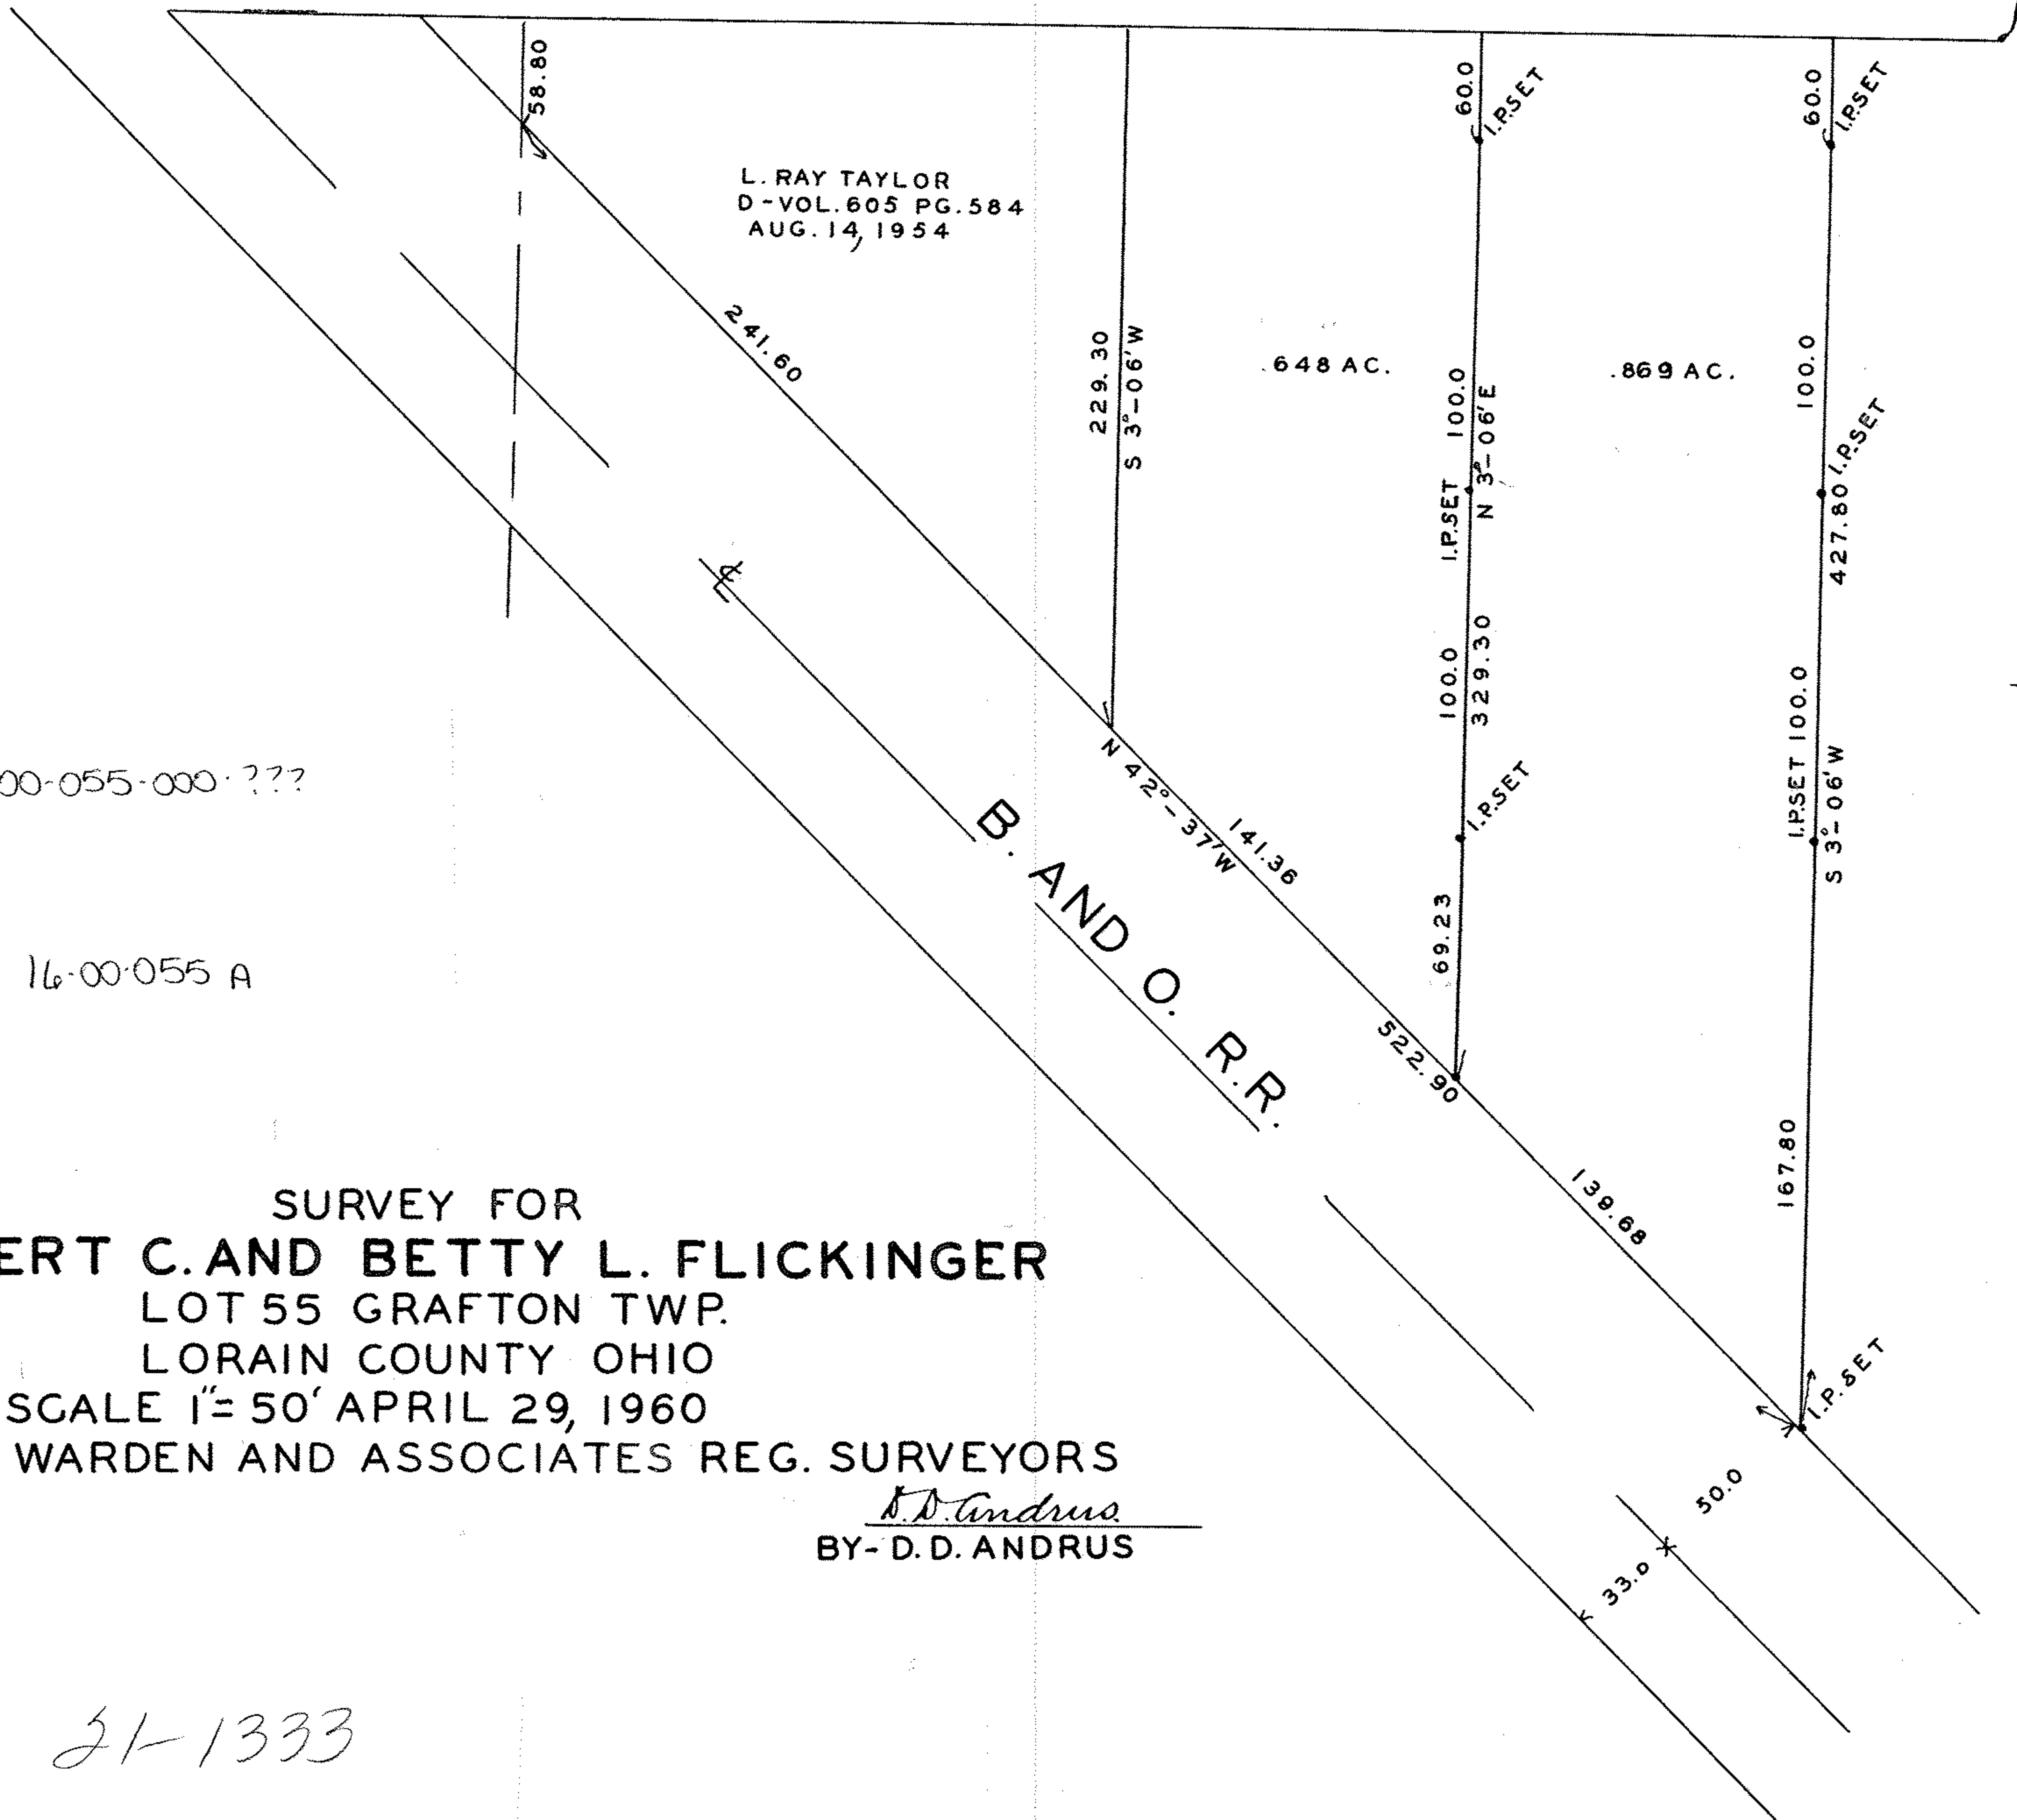 58.80
60.0
I.P.SET
60.0
I.P.SET
L. RAY TAYLOR
D-VOL.605 PG.584
AUG. 14, 1954
241.60
229.30
S 3°-06'W
.648 AC.
100.0
N 3°-06'E
I.P.SET
.869 AC.
100.0
I.P.SET
427.80
100.0
329.30
I.P.SET
I.P.SET 100.0
S 3°-06'W
N 42°-37'W
141.36
69.23
522.90
139.68
167.80
I.P. SET
50.0
33.0
B. AND O. R.R.
00-055-000-???
16-00-055 A
SURVEY FOR
ERT C. AND BETTY L. FLICKINGER
LOT 55 GRAFTON TWP.
LORAIN COUNTY OHIO
SCALE 1"= 50' APRIL 29, 1960
WARDEN AND ASSOCIATES REG. SURVEYORS
D.D. Andrus
BY- D. D. ANDRUS
21-1333